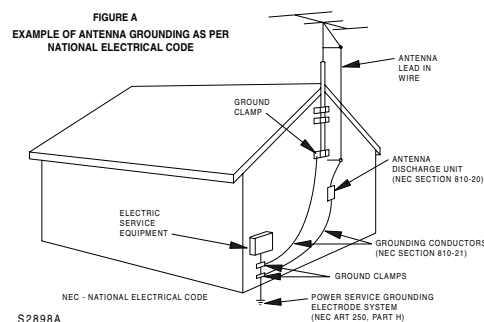 FIGURE A
EXAMPLE OF ANTENNA GROUNDING AS PER
NATIONAL ELECTRICAL CODE
ANTENNA
LEAD IN
WIRE
GROUND
CLAMP
ANTENNA
DISCHARGE UNIT
(NEC SECTION 810-20)
ELECTRIC
SERVICE
EQUIPMENT
GROUNDING CONDUCTORS
(NEC SECTION 810-21)
GROUND CLAMPS
NEC - NATIONAL ELECTRICAL CODE
POWER SERVICE GROUNDING
ELECTRODE SYSTEM
(NEC ART 250, PART H)
S2898A